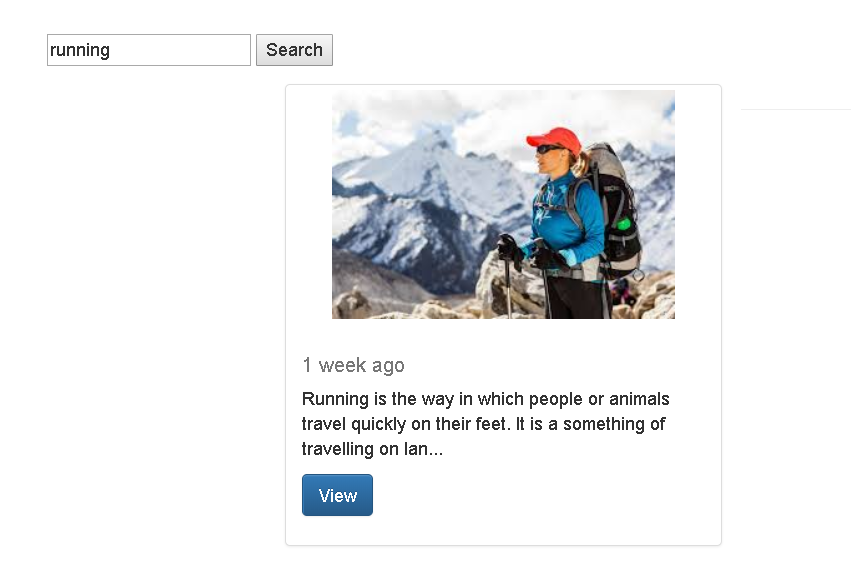 running Search
1 week ago
Running is the way in which people or animals
travel quickly on their feet. It is a something of
travelling on lan...
View